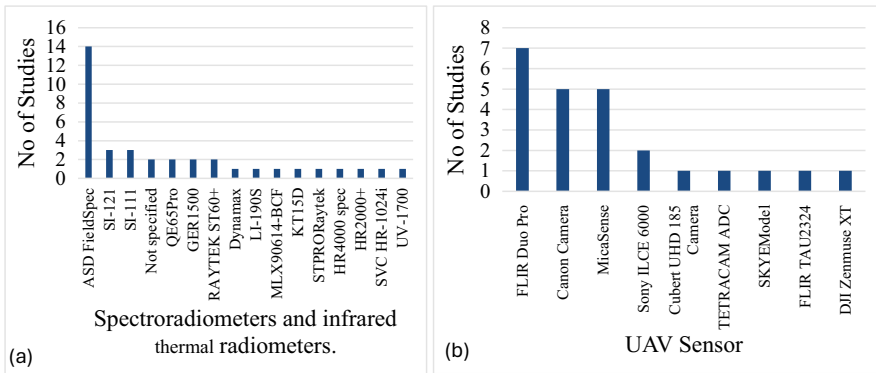 16
14
12
10
8
6
4
2
0
No of Studies
ASD FieldSpec
SI-121
SI-111
Not specified
QE65Pro
GER1500
RAYTEK ST60+
Dynamax
LI-190S
MLX90614-BCF
KT15D
STPRORaytek
HR4000 spec
HR2000+
SVC HR-1024i
UV-1700
Spectroradiometers and infrared
thermal radiometers.
(a)
8
7
6
5
4
3
2
1
0
No of Studies
FLIR Duo Pro
Canon Camera
MicaSense
Sony ILCE 6000
Cubert UHD 185
Camera
TETRACAM ADC
SKYEModel
FLIR TAU2324
DJI Zenmuse XT
UAV Sensor
(b)